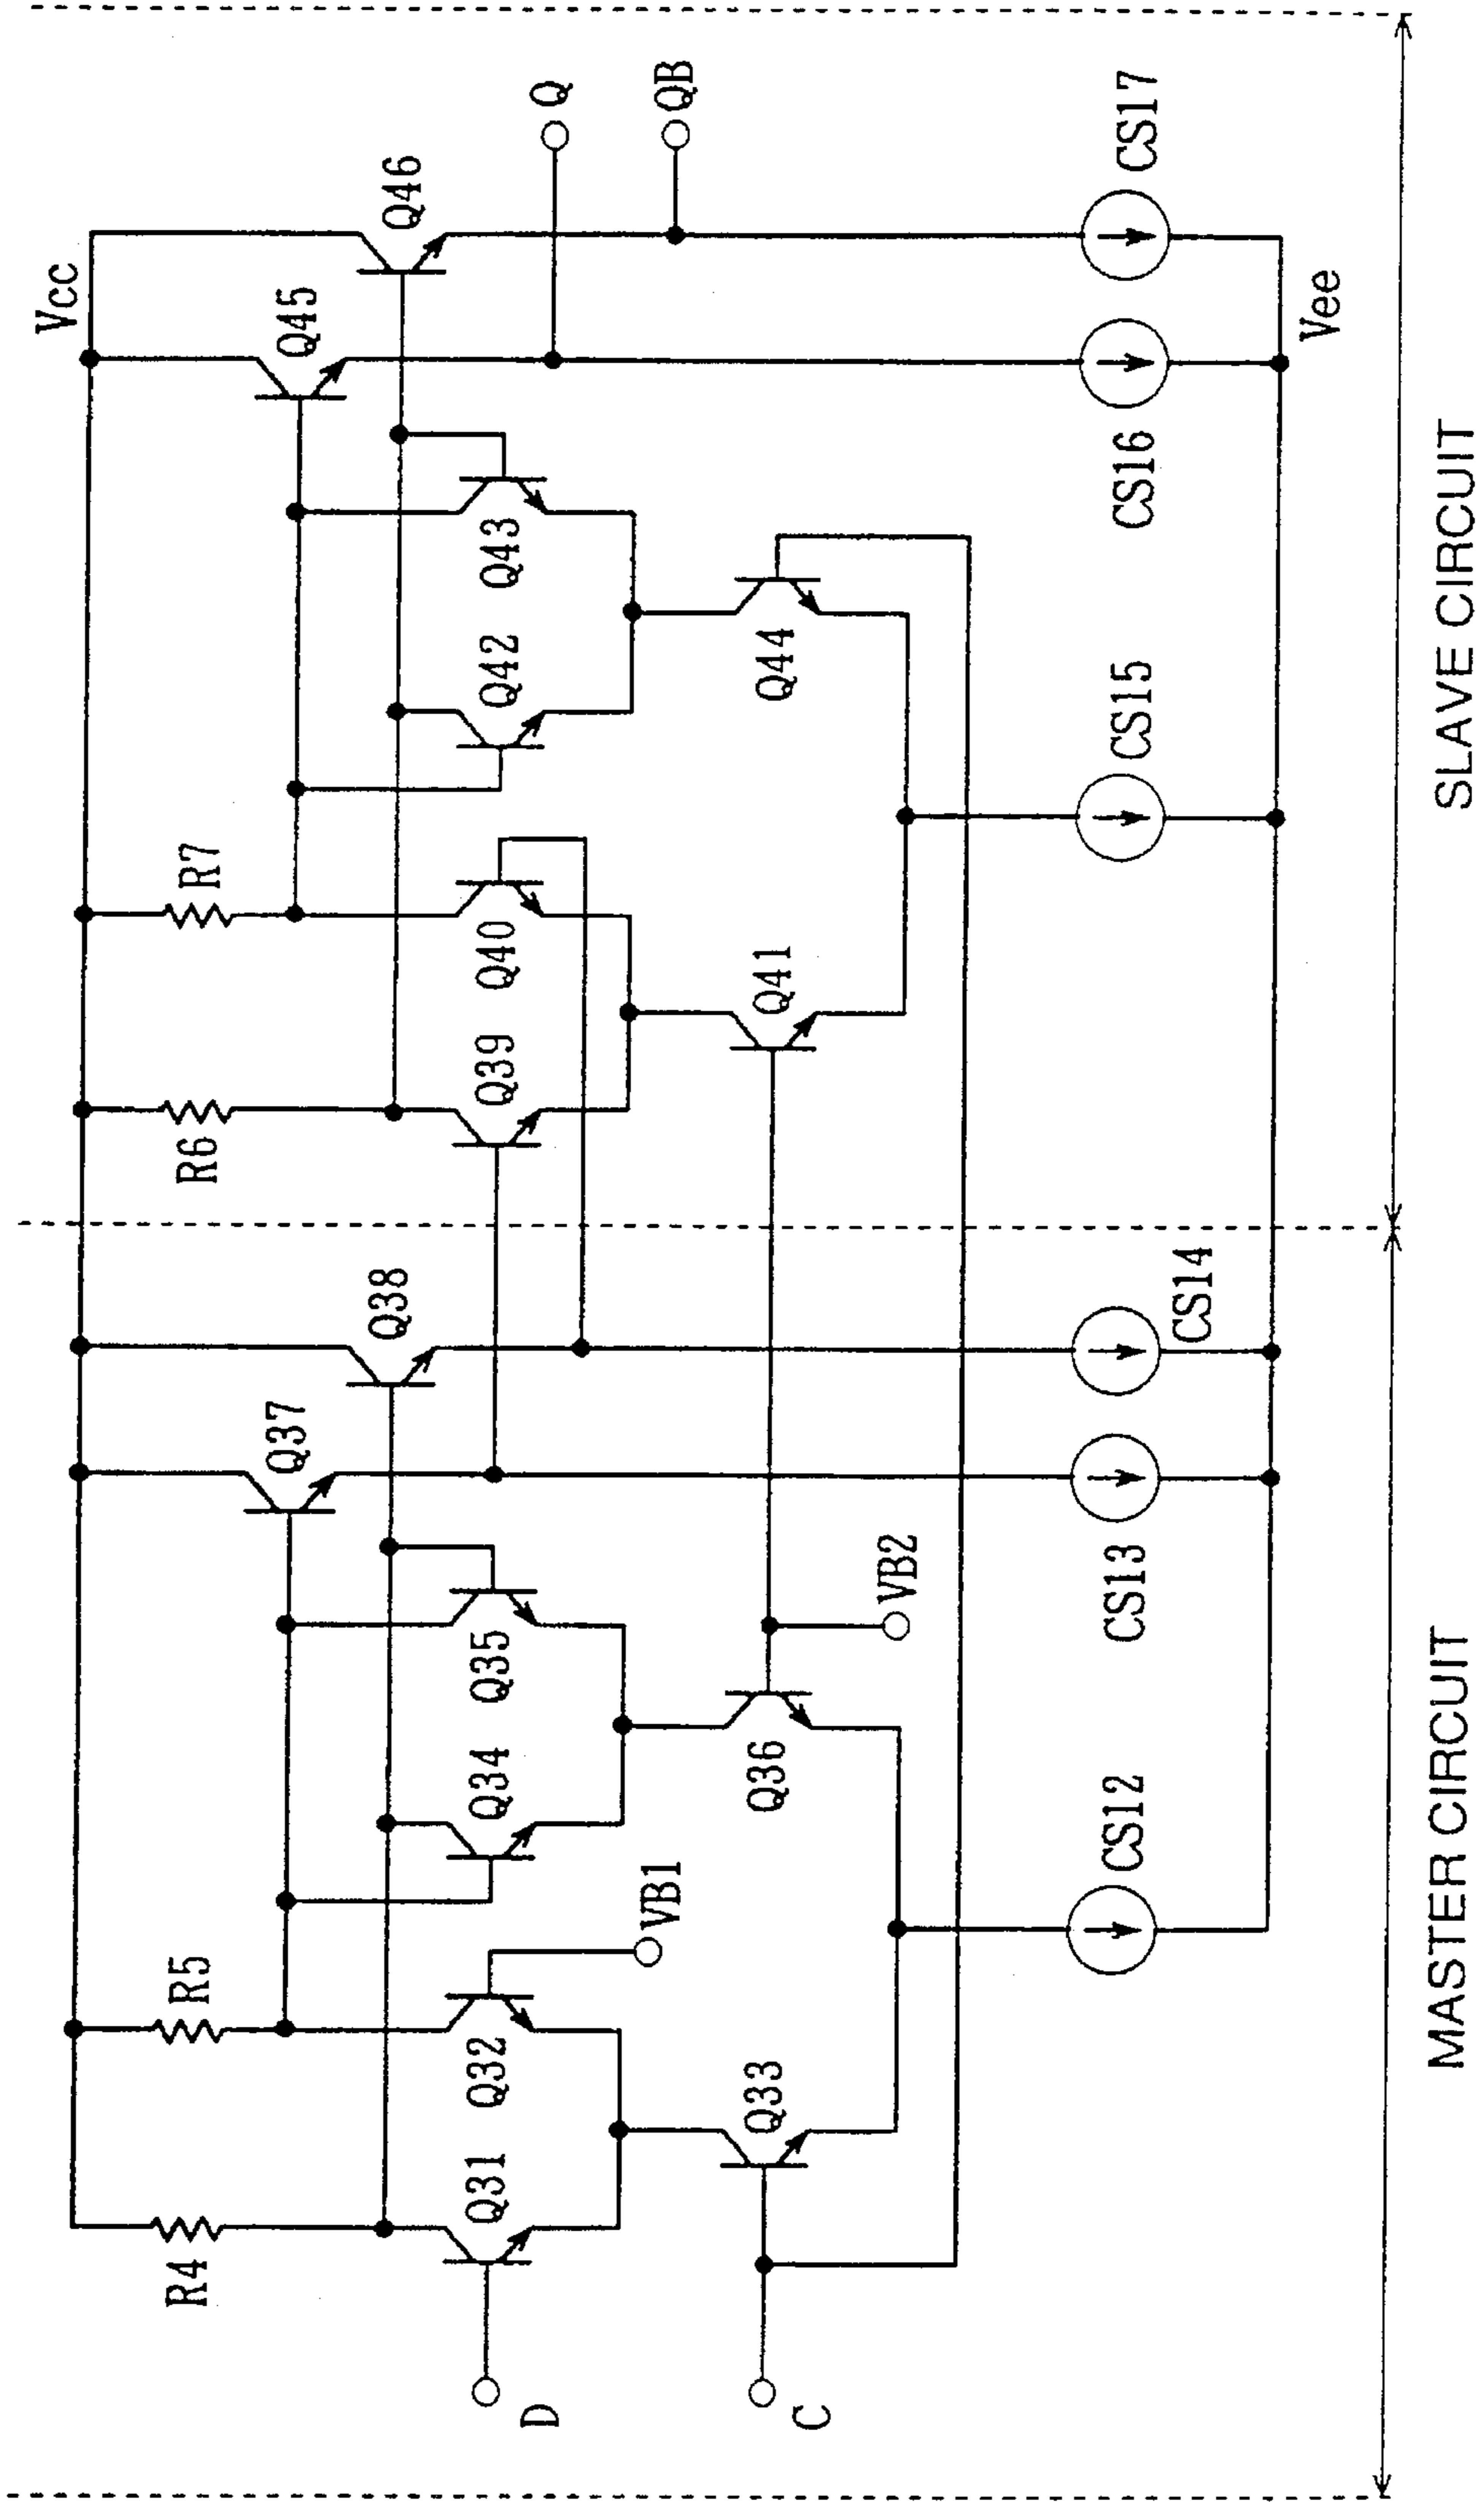 Vcc
R4
R5
R6
R7
Q37
Q45
Q38
Q46
D
Q31
Q32
Q34
Q35
Q39
Q40
Q42
Q43
Q
VB1
QB
C
Q33
Q36
Q41
Q44
VB2
CS12
CS13
CS14
CS15
CS16
CS17
Vee
MASTER CIRCUIT
SLAVE CIRCUIT